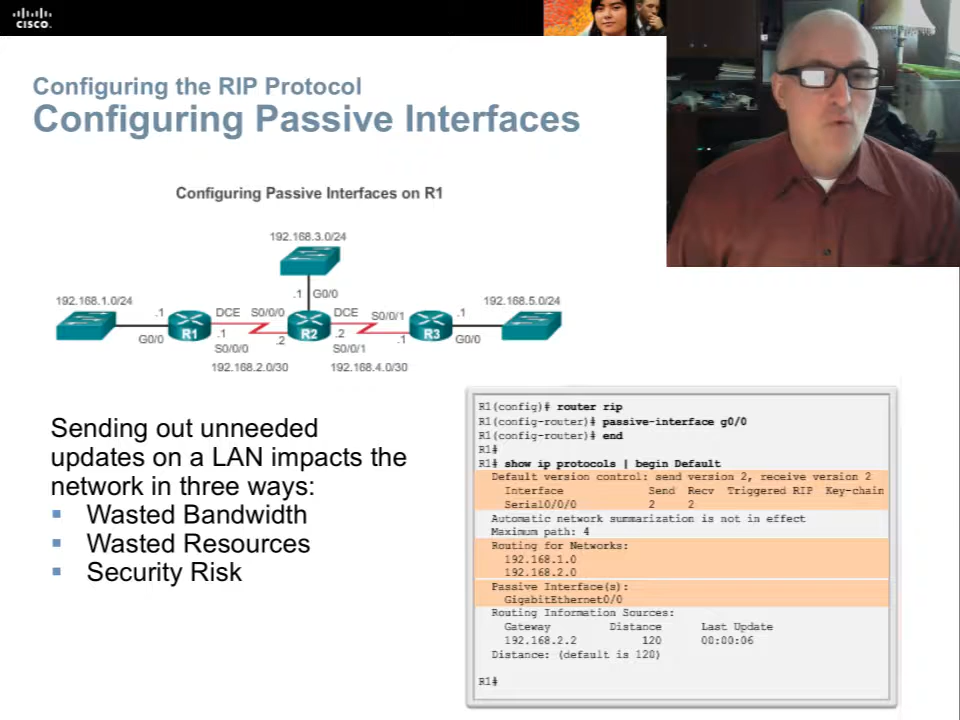 CISCO.
Configuring the RIP Protocol
Configuring Passive Interfaces
Configuring Passive Interfaces on R1
192.168.3.0/24
.1 G0/0
192.168.1.0/24
192.168.5.0/24
.1 DCE S0/0/0 DCE S0/0/1 .1
R1 R2 R3
G0/0 .1 .2 .2 .1 G0/0
S0/0/0 S0/0/1
192.168.2.0/30 192.168.4.0/30
Sending out unneeded
updates on a LAN impacts the
network in three ways:
Wasted Bandwidth
Wasted Resources
Security Risk
R1(config)# router rip
R1(config-router)# passive-interface g0/0
R1(config-router)# end
R1#
R1# show ip protocols | begin Default
Default version control: send version 2, receive version 2
Interface Send Recv Triggered RIP Key-chain
Serial0/0/0 2 2
Automatic network summarization is not in effect
Maximum path: 4
Routing for Networks:
192.168.1.0
192.168.2.0
Passive Interface(s):
GigabitEthernet0/0
Routing Information Sources:
Gateway Distance Last Update
192.168.2.2 120 00:00:06
Distance: (default is 120)
R1#